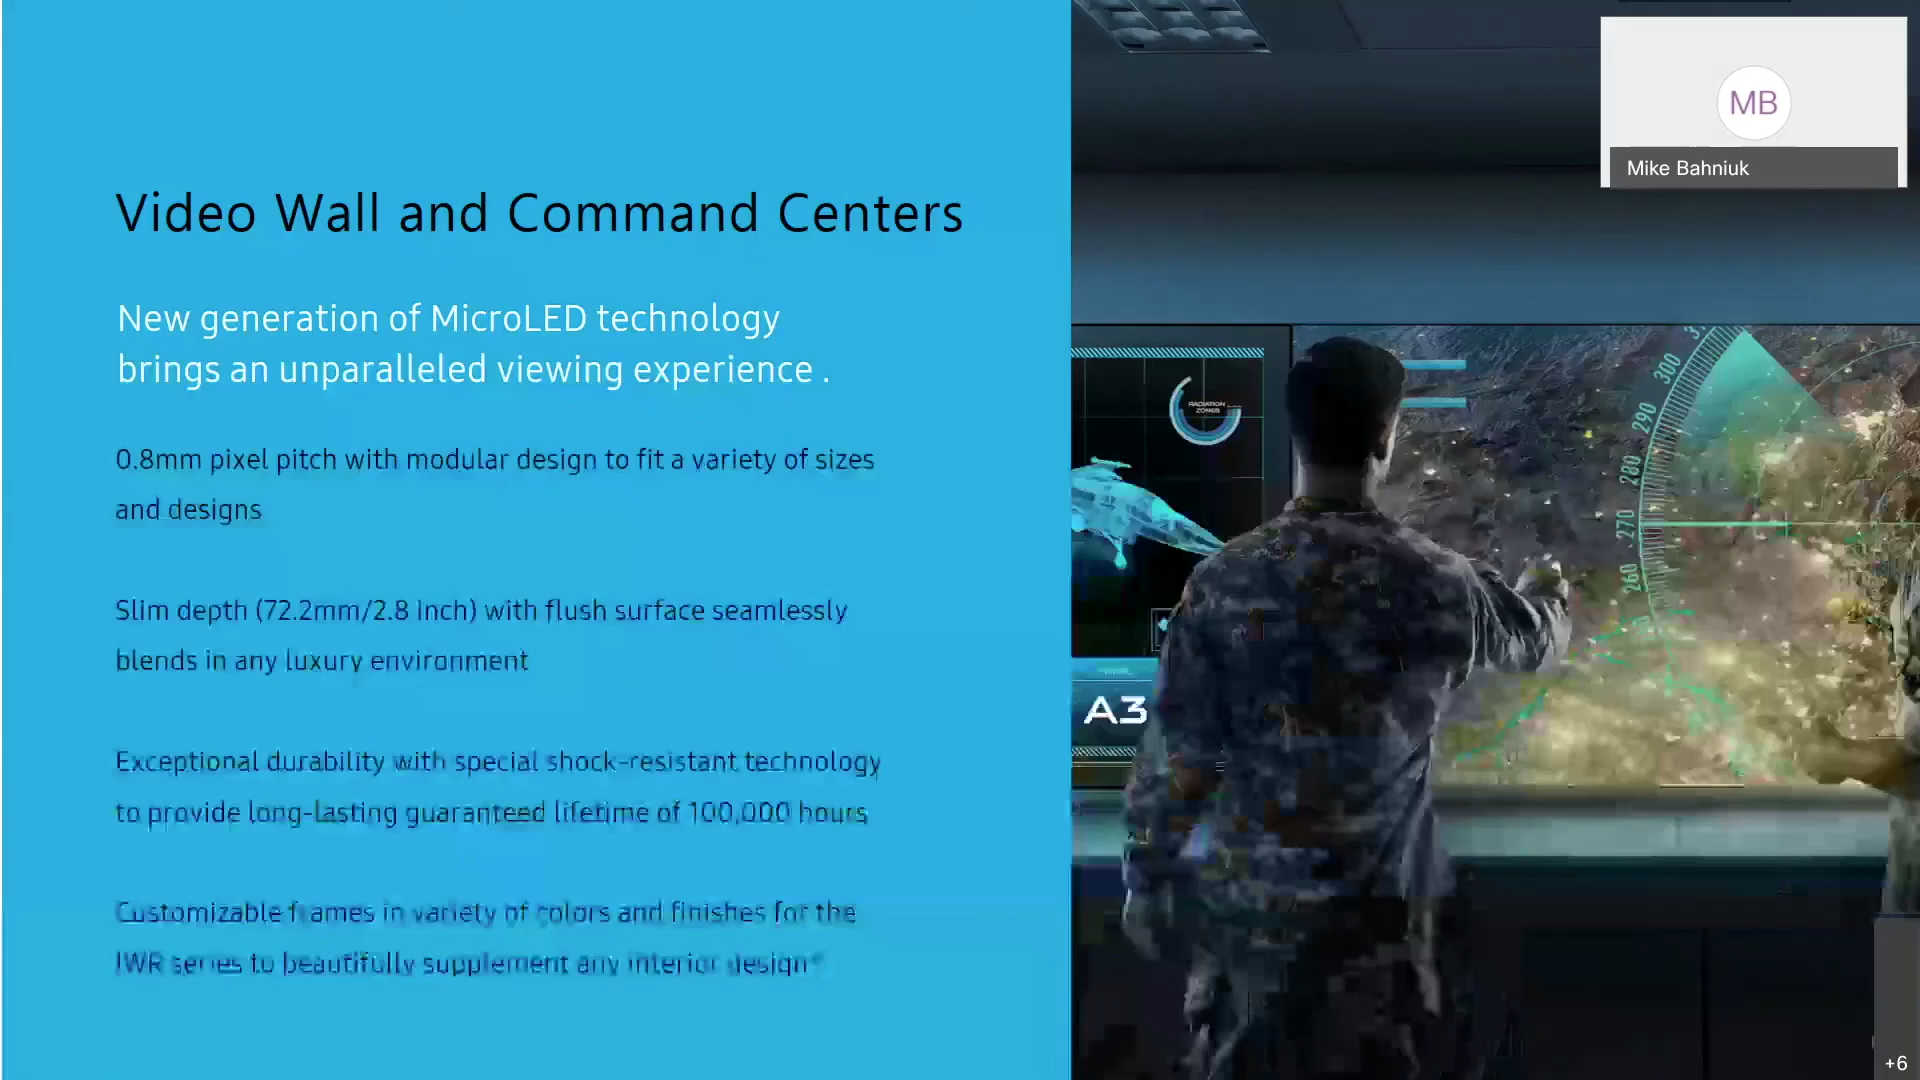 Video Wall and Command Centers
New generation of MicroLED technology
brings an unparalleled viewing experience .
0.8mm pixel pitch with modular design to fit a variety of sizes
and designs
Slim depth (72.2mm/2.8 inch) with flush surface seamlessly
blends in any luxury environment
Exceptional durability with special shock-resistant technology
to provide long-lasting guaranteed lifetime of 100,000 hours
Customizable frames in variety of colors and finishes for the
IWR series to beautifully supplement any interior design*
MB
Mike Bahniuk
RADIATION
ZONES
A3
300
290
280
270
260
+6